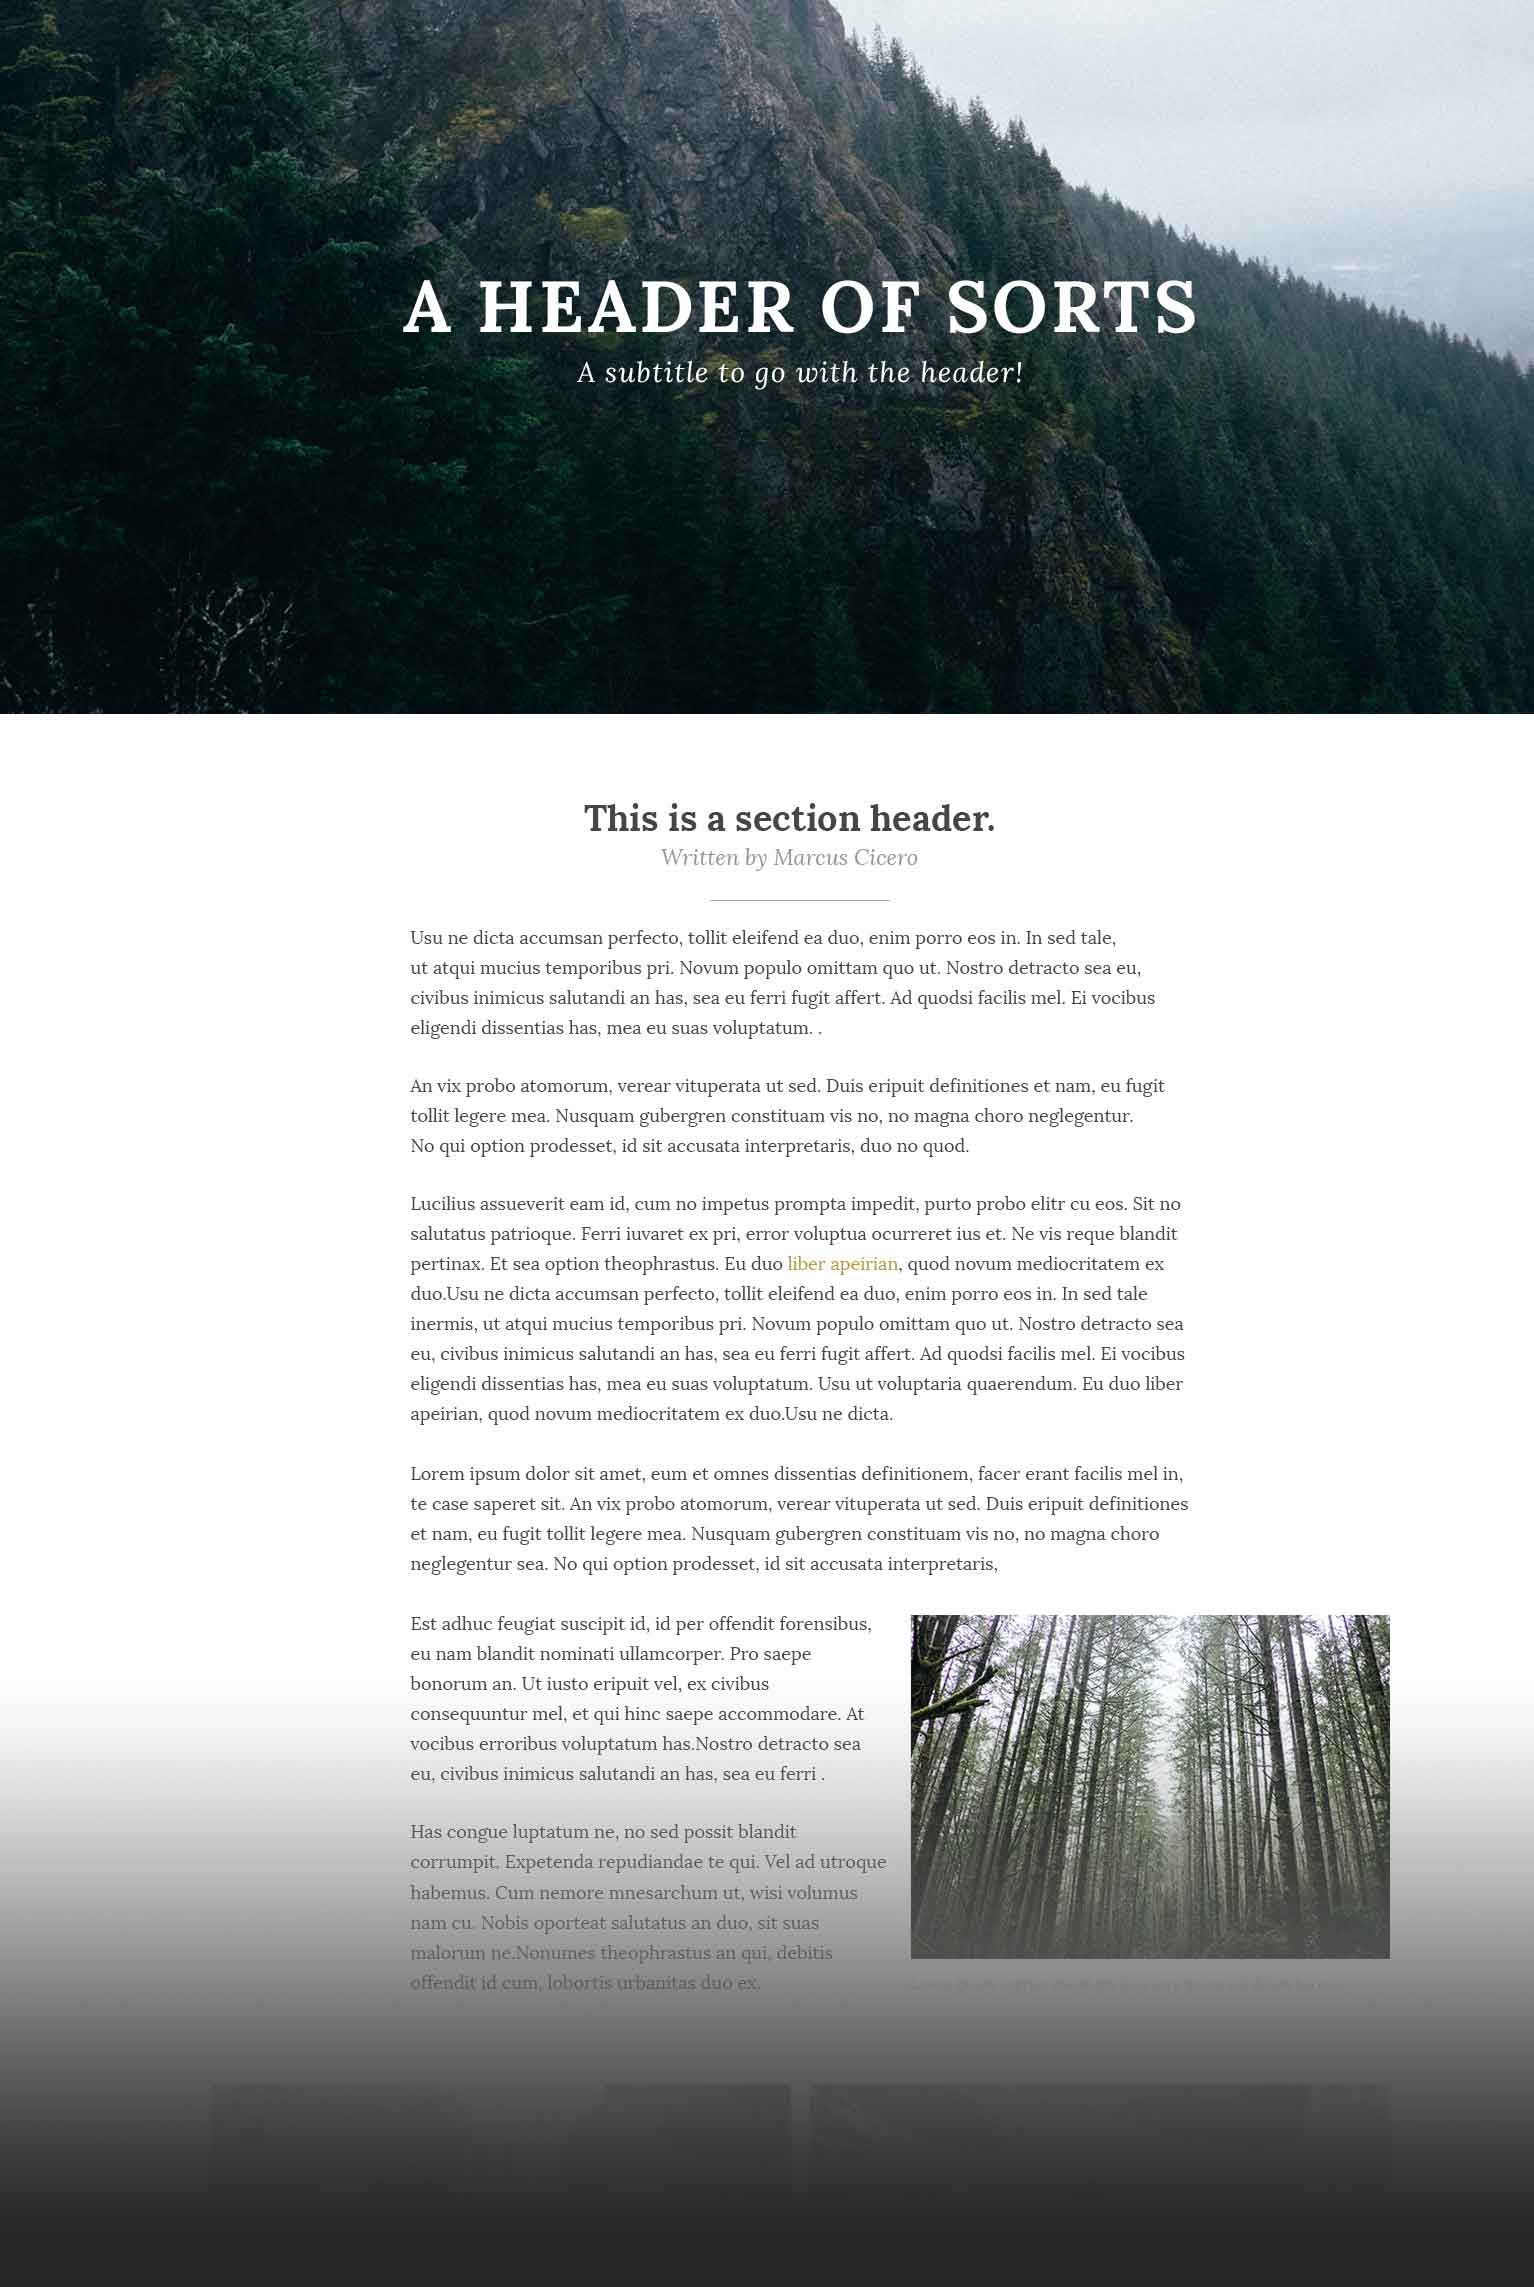 A HEADER OF SORTS
A subtitle to go with the header!
This is a section header.
Written by Marcus Cicero
Usu ne dicta accumsan perfecto, tollit eleifend ea duo, enim porro eos in. In sed tale,
ut atqui mucius temporibus pri. Novum populo omittam quo ut. Nostro detracto sea eu,
civibus inimicus salutandi an has, sea eu ferri fugit affert. Ad quodsi facilis mel. Ei vocibus
eligendi dissentias has, mea eu suas voluptatum. .
An vix probo atomorum, verear vituperata ut sed. Duis eripuit definitiones et nam, eu fugit
tollit legere mea. Nusquam gubergren constituam vis no, no magna choro neglegentur.
No qui option prodesset, id sit accusata interpretaris, duo no quod.
Lucilius assueverit eam id, cum no impetus prompta impedit, purto probo elitr cu eos. Sit no
salutatus patrioque. Ferri iuvaret ex pri, error voluptua ocurreret ius et. Ne vis reque blandit
pertinax. Et sea option theophrastus. Eu duo liber apeirian, quod novum mediocritatem ex
duo.Usu ne dicta accumsan perfecto, tollit eleifend ea duo, enim porro eos in. In sed tale
inermis, ut atqui mucius temporibus pri. Novum populo omittam quo ut. Nostro detracto sea
eu, civibus inimicus salutandi an has, sea eu ferri fugit affert. Ad quodsi facilis mel. Ei vocibus
eligendi dissentias has, mea eu suas voluptatum. Usu ut voluptaria quaerendum. Eu duo liber
apeirian, quod novum mediocritatem ex duo.Usu ne dicta.
Lorem ipsum dolor sit amet, eum et omnes dissentias definitionem, facer erant facilis mel in,
te case saperet sit. An vix probo atomorum, verear vituperata ut sed. Duis eripuit definitiones
et nam, eu fugit tollit legere mea. Nusquam gubergren constituam vis no, no magna choro
neglegentur sea. No qui option prodesset, id sit accusata interpretaris,
Est adhuc feugiat suscipit id, id per offendit forensibus,
eu nam blandit nominati ullamcorper. Pro saepe
bonorum an. Ut iusto eripuit vel, ex civibus
consequuntur mel, et qui hinc saepe accommodare. At
vocibus erroribus voluptatum has.Nostro detracto sea
eu, civibus inimicus salutandi an has, sea eu ferri .
Has congue luptatum ne, no sed possit blandit
corrumpit. Expetenda repudiandae te qui. Vel ad utroque
habemus. Cum nemore mnesarchum ut, wisi volumus
nam cu. Nobis oporteat salutatus an duo, sit suas
malorum ne.Nonumes theophrastus an qui, debitis
offendit id cum, lobortis urbanitas duo ex.